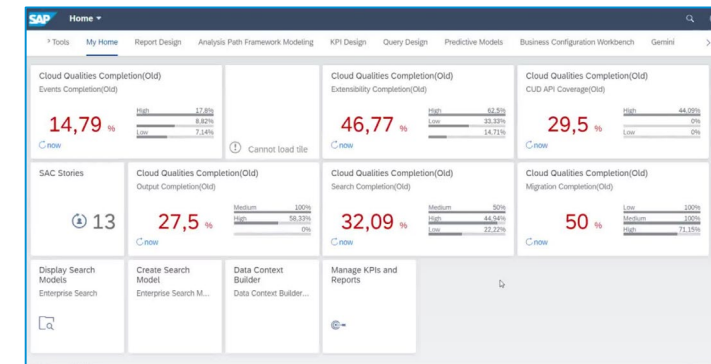 SAP Home
Tools My Home Report Design Analysis Path Framework Modeling KPI Design Query Design Predictive Models Business Configuration Workbench Gemini
Cloud Qualities Completion(Old)
Events Completion(Old)
14,79 %
High 17,8%
8,82%
Low 7,14%
now
Cannot load tile
Cloud Qualities Completion(Old)
Extensibility Completion(Old)
46,77 %
High 62,5%
Low 33,33%
14,71%
now
Cloud Qualities Completion(Old)
CUD API Coverage(Old)
29,5 %
High 44,09%
0%
Low 0%
now
SAC Stories
13
Cloud Qualities Completion(Old)
Output Completion(Old)
27,5 %
Medium 100%
High 58,33%
0%
now
Cloud Qualities Completion(Old)
Search Completion(Old)
32,09 %
Medium 50%
High 44,94%
Low 22,22%
now
Cloud Qualities Completion(Old)
Migration Completion(Old)
50 %
Low 100%
Medium 100%
High 71,15%
now
Display Search
Models
Enterprise Search
Create Search
Model
Enterprise Search M...
Data Context
Builder
Data Context Builder...
Manage KPIs and
Reports